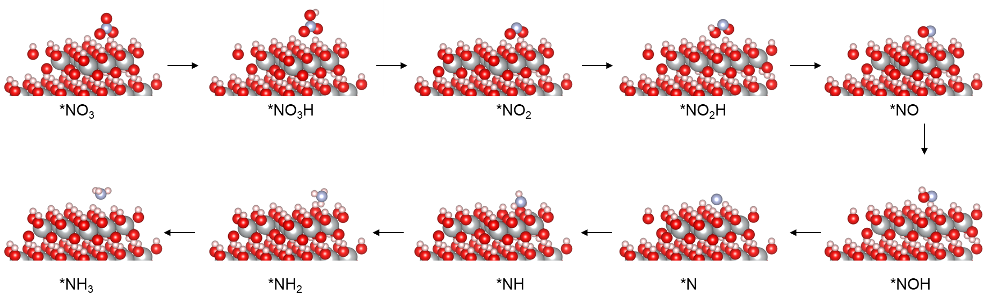 *NO₃ *NO₃H *NO₂ *NO₂H *NO
*NH₃ *NH₂ *NH *N *NOH